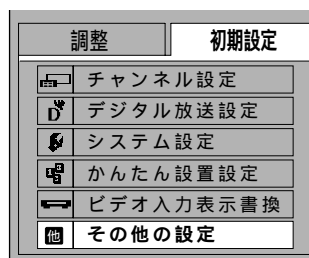 調整 初期設定
チャンネル設定
D デジタル放送設定
システム設定
かんたん設置設定
ビデオ入力表示書換
他 その他の設定